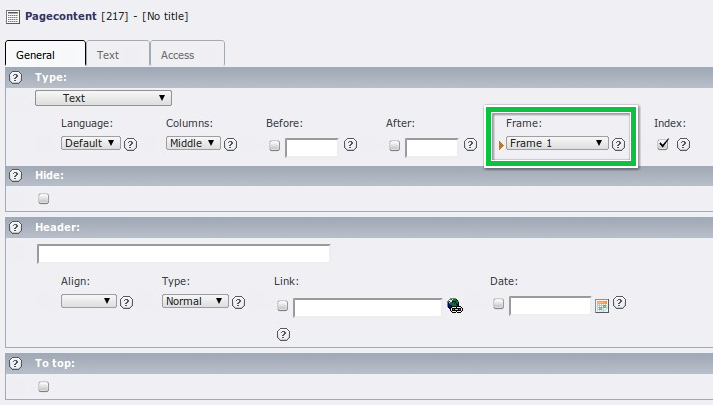 Pagecontent [217] - [No title]
General Text Access
? Type:
Text
Language: Columns: Before: After: Frame: Index:
Default ? Middle ? ? ? Frame 1 ? ?
? Hide:
? Header:
Align: Type: Link: Date:
? Normal ? ?
?
? To top: